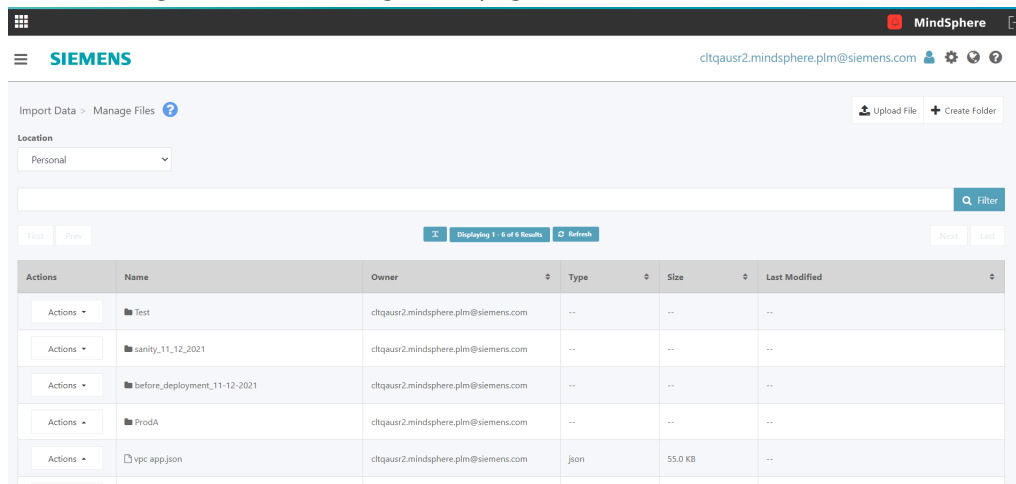 MindSphere
SIEMENS
cltqausr2.mindsphere.plm@siemens.com
Import Data > Manage Files ?
Upload File
Create Folder
Location
Personal
Filter
First Prev
Displaying 1 - 6 of 6 Results
Refresh
Next Last
Actions Name Owner Type Size Last Modified
Actions Test cltqausr2.mindsphere.plm@siemens.com -- -- --
Actions sanity_11_12_2021 cltqausr2.mindsphere.plm@siemens.com -- -- --
Actions before_deployment_11-12-2021 cltqausr2.mindsphere.plm@siemens.com -- -- --
Actions ProdA cltqausr2.mindsphere.plm@siemens.com -- -- --
Actions vpc app.json cltqausr2.mindsphere.plm@siemens.com json 55.0 KB --